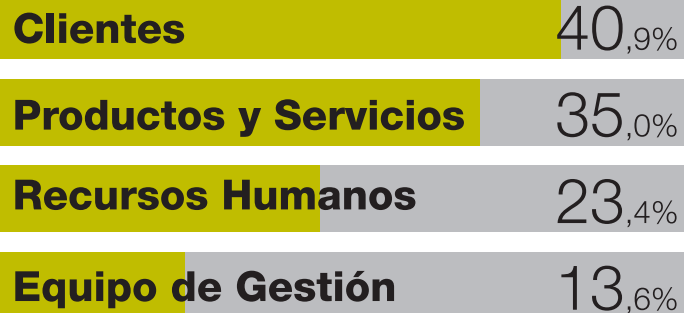 Clientes 40,9%
Productos y Servicios 35,0%
Recursos Humanos 23,4%
Equipo de Gestión 13,6%